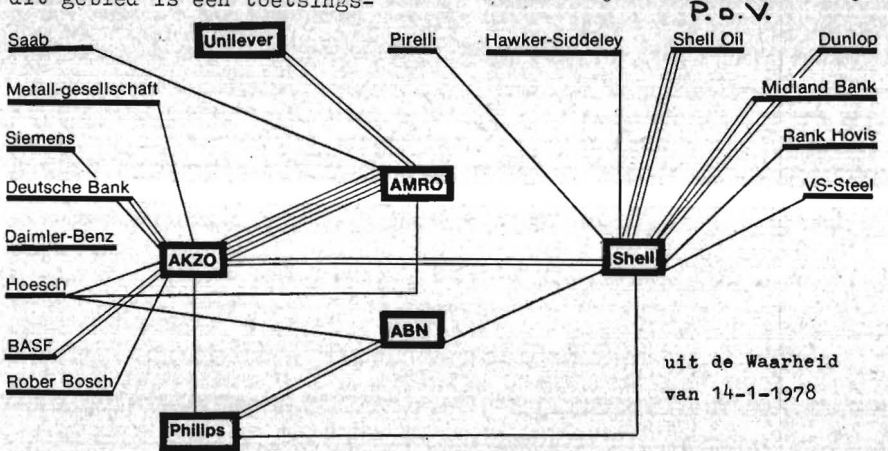 dit gebied is een toetsings-
P.o.V.
Saab
Unilever
Pirelli
Hawker-Siddeley
Shell Oil
Dunlop
Metall-gesellschaft
Midland Bank
Siemens
Rank Hovis
Deutsche Bank
AMRO
VS-Steel
Daimler-Benz
AKZO
Shell
Hoesch
ABN
BASF
uit de Waarheid
Rober Bosch
van 14-1-1978
Philips